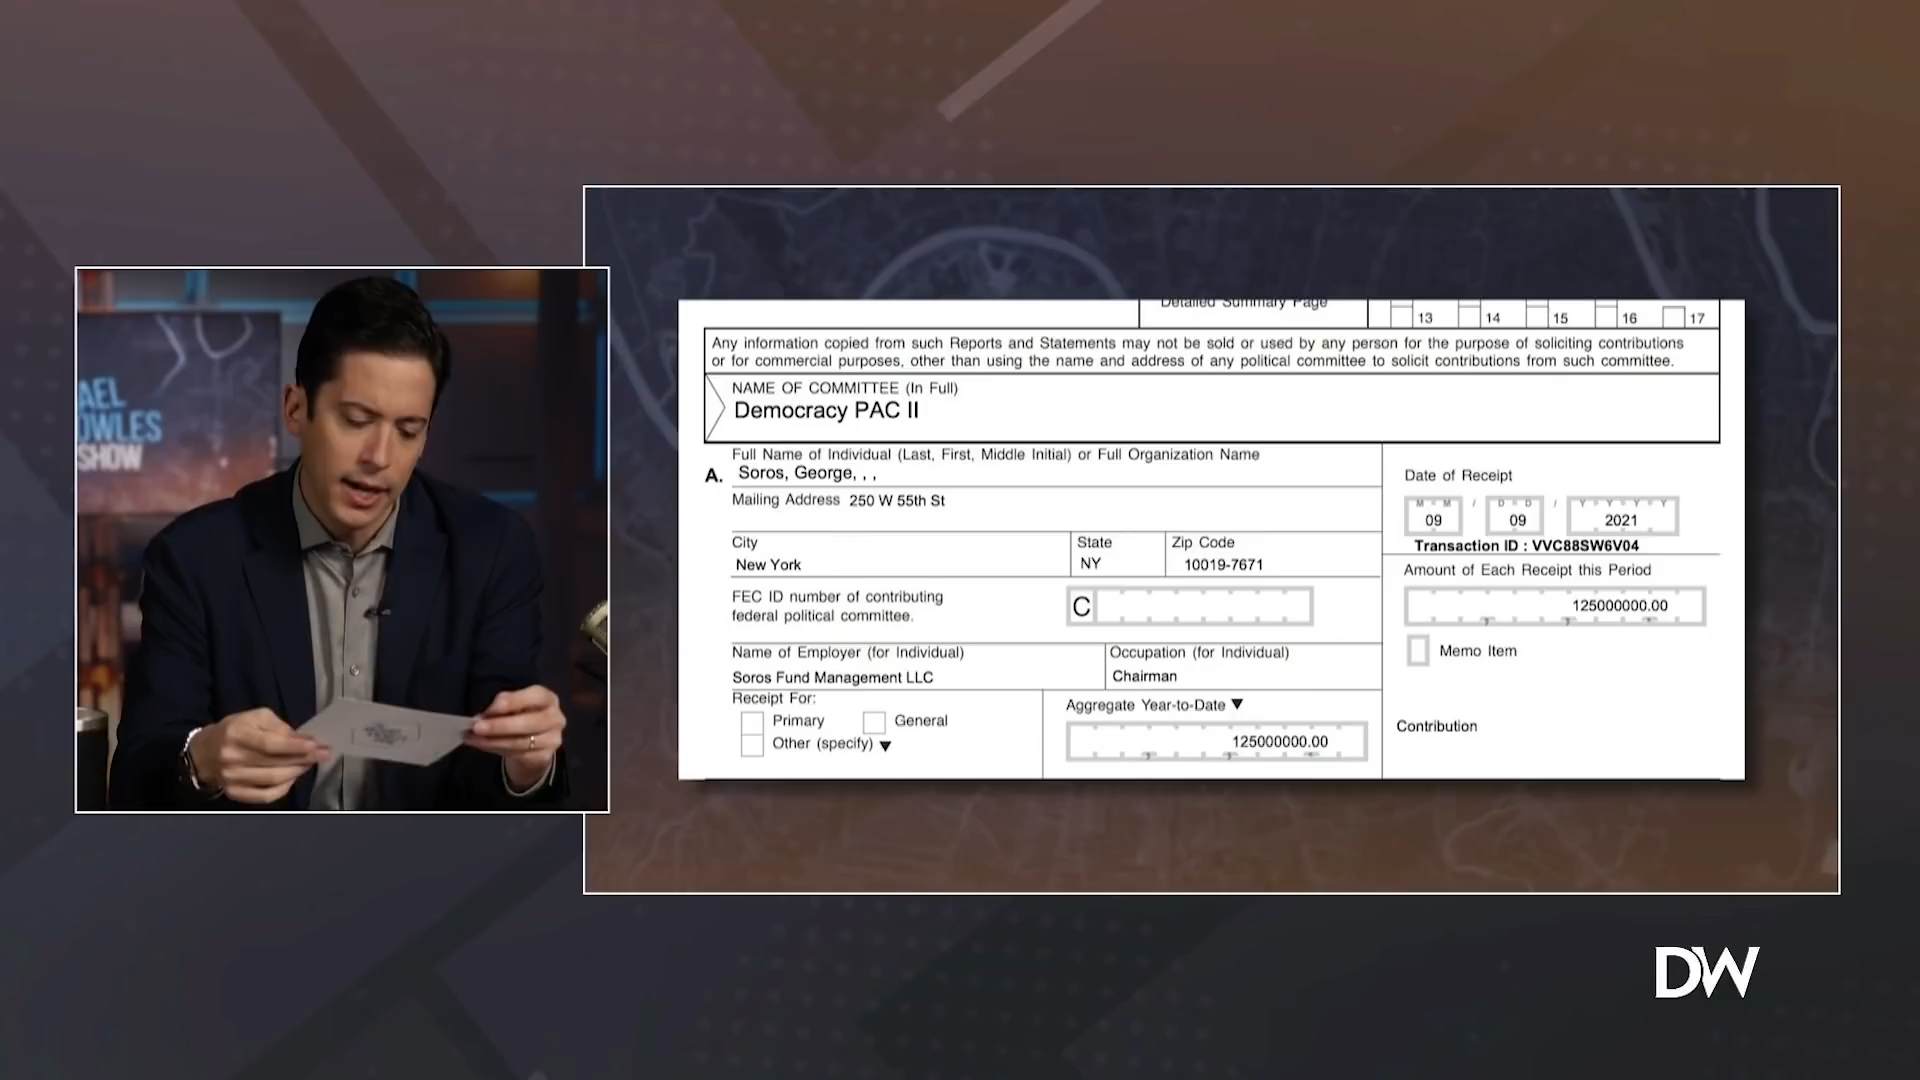 AEL
OWLES
SHOW
Detailed Summary Page
13 14 15 16 17
Any information copied from such Reports and Statements may not be sold or used by any person for the purpose of soliciting contributions
or for commercial purposes, other than using the name and address of any political committee to solicit contributions from such committee.
NAME OF COMMITTEE (In Full)
Democracy PAC II
Full Name of Individual (Last, First, Middle Initial) or Full Organization Name
A. Soros, George, , ,
Mailing Address 250 W 55th St
City State Zip Code
New York NY 10019-7671
FEC ID number of contributing
federal political committee.
C
Name of Employer (for Individual) Occupation (for Individual)
Soros Fund Management LLC Chairman
Receipt For:
Primary General
Other (specify) ▼
Aggregate Year-to-Date ▼
125000000.00
Date of Receipt
M M / D D / Y Y Y Y
09 09 2021
Transaction ID : VVC88SW6V04
Amount of Each Receipt this Period
125000000.00
Memo Item
Contribution
DW